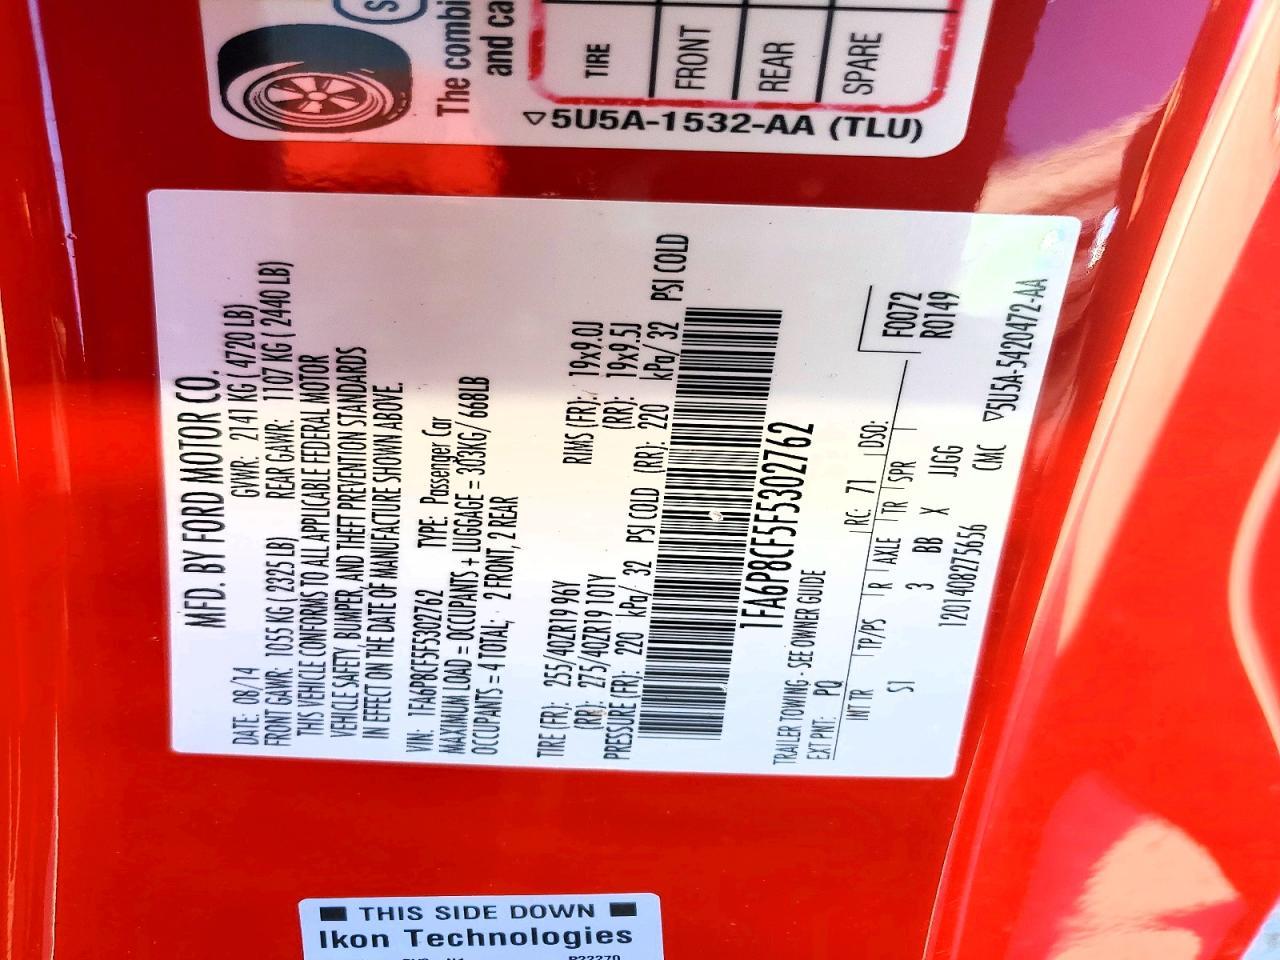 The combi
and ca
TIRE
FRONT
REAR
SPARE
▽5U5A-1532-AA (TLU)
MFD. BY FORD MOTOR CO.
DATE: 08/14 GVWR: 2141 KG ( 4720 LB)
FRONT GAWR: 1055 KG ( 2325 LB) REAR GAWR: 1107 KG ( 2440 LB)
THIS VEHICLE CONFORMS TO ALL APPLICABLE FEDERAL MOTOR
VEHICLE SAFETY, BUMPER, AND THEFT PREVENTION STANDARDS
IN EFFECT ON THE DATE OF MANUFACTURE SHOWN ABOVE.
VIN: 1FA6P8CF5F5302762 TYPE: Passenger Car
MAXIMUM LOAD = OCCUPANTS + LUGGAGE = 303KG/ 668LB
OCCUPANTS = 4 TOTAL; 2 FRONT, 2 REAR
TIRE (FR): 255/40ZR19 96Y RIMS (FR): 19x9.0J
(RR): 275/40ZR19 101Y (RR): 19x9.5J
PRESSURE (FR): 220 kPa/ 32 PSI COLD (RR): 220 kPa/ 32 PSI COLD
1FA6P8CF5F5302762
TRAILER TOWING - SEE OWNER GUIDE
EXT PNT: PQ RC: 71 DSO: F0072
INT TR TP/PS R AXLE TR SPR R0149
S1 3 BB X JJGG
1201408275656 CMC ▽5U5A-5420472-AA
THIS SIDE DOWN
Ikon Technologies